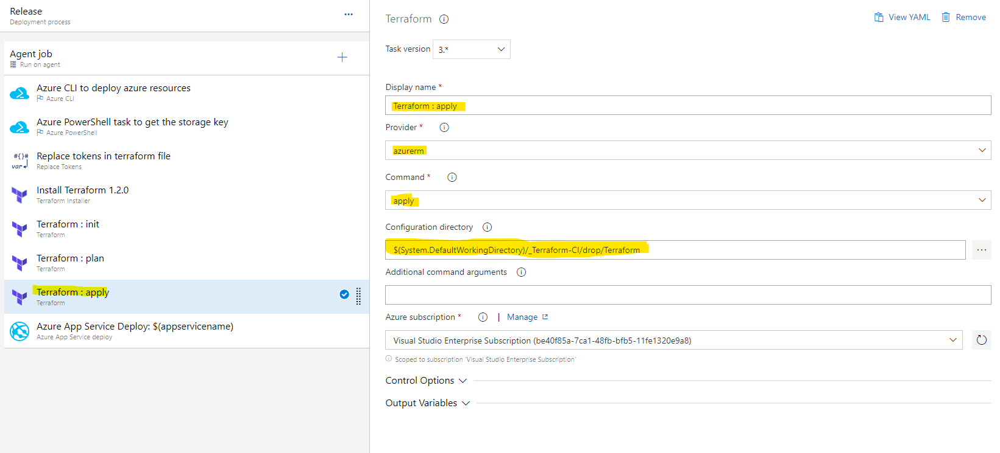 Release
...
Deployment process
Agent job
Run on agent
Azure CLI to deploy azure resources
Azure CLI
Azure PowerShell task to get the storage key
Azure PowerShell
#{}#
var
Replace tokens in terraform file
Replace Tokens
Install Terraform 1.2.0
Terraform Installer
Terraform : init
Terraform
Terraform : plan
Terraform
Terraform : apply
Terraform
Azure App Service Deploy: $(appservicename)
Azure App Service deploy
Terraform
View YAML
Remove
Task version 3.*
Display name *
Terraform : apply
Provider *
azurerm
Command *
apply
Configuration directory
$(System.DefaultWorkingDirectory)/_Terraform-CI/drop/Terraform
...
Additional command arguments
Azure subscription * | Manage
Visual Studio Enterprise Subscription (be40f85a-7ca1-48fb-bfb5-11fe1320e9a8)
Scoped to subscription 'Visual Studio Enterprise Subscription'
Control Options
Output Variables